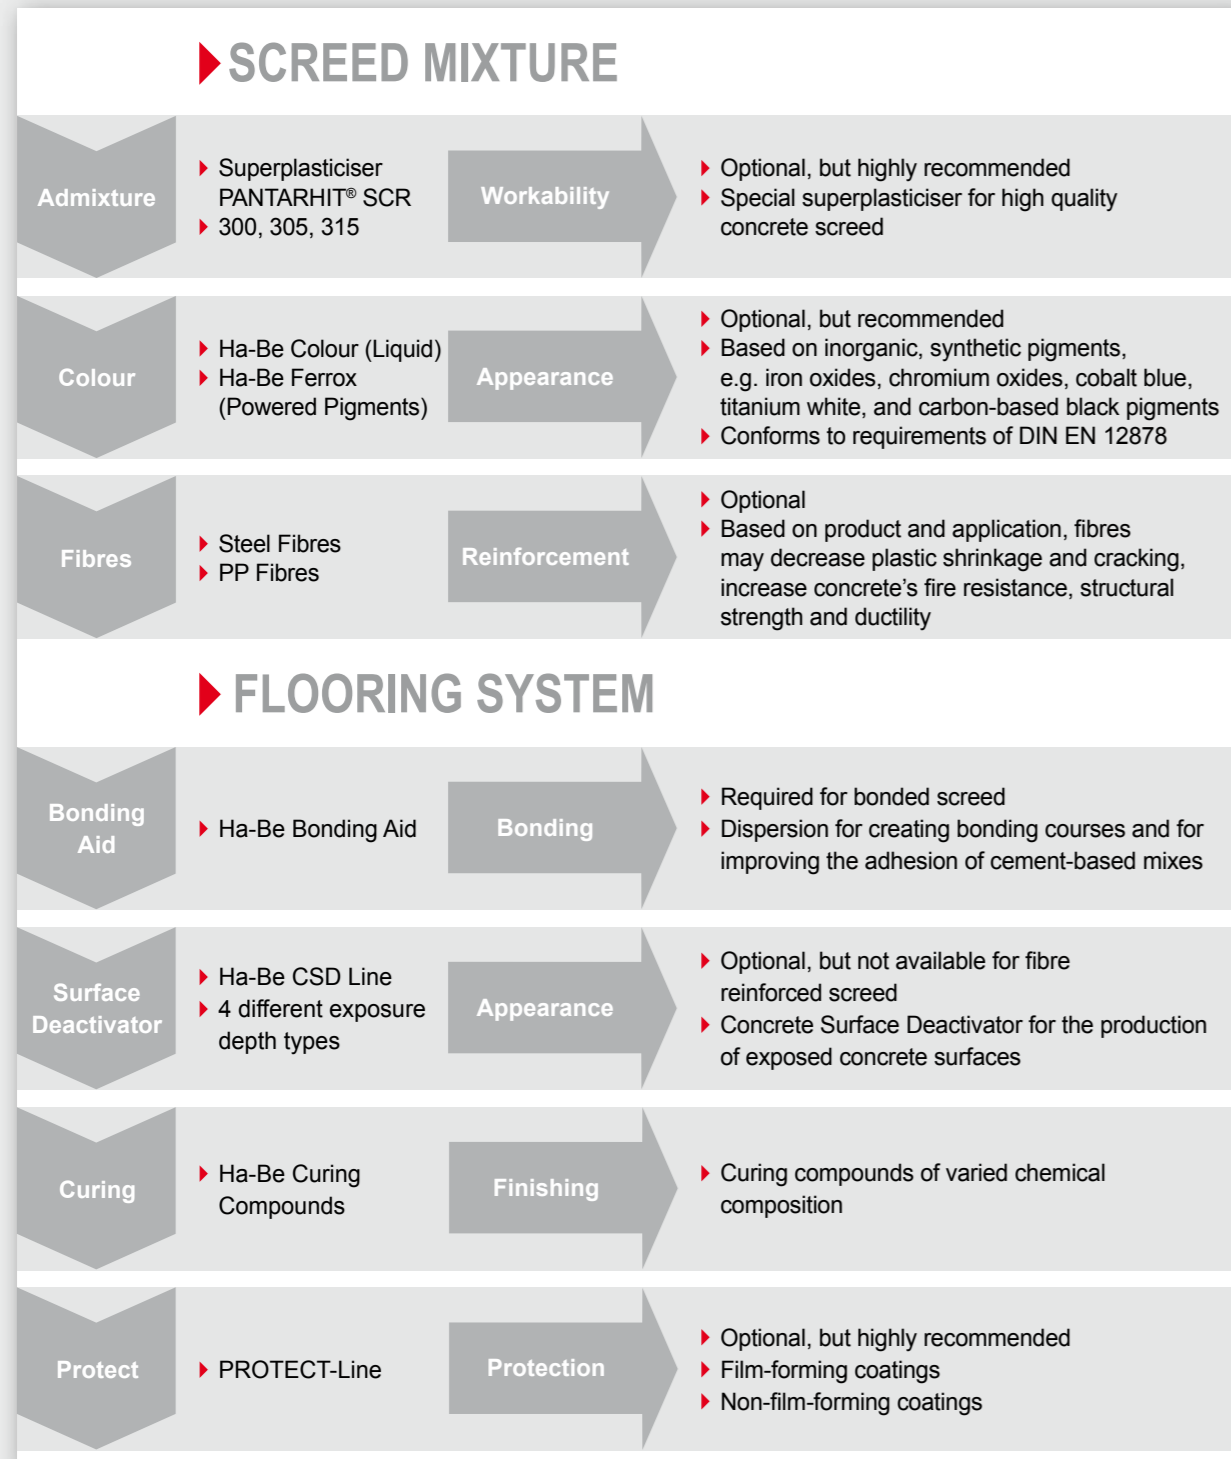 SCREED MIXTURE
Admixture
Superplasticiser
PANTARHIT® SCR
300, 305, 315
Workability
Optional, but highly recommended
Special superplasticiser for high quality
concrete screed
Colour
Ha-Be Colour (Liquid)
Ha-Be Ferrox
(Powered Pigments)
Appearance
Optional, but recommended
Based on inorganic, synthetic pigments,
e.g. iron oxides, chromium oxides, cobalt blue,
titanium white, and carbon-based black pigments
Conforms to requirements of DIN EN 12878
Fibres
Steel Fibres
PP Fibres
Reinforcement
Optional
Based on product and application, fibres
may decrease plastic shrinkage and cracking,
increase concrete’s fire resistance, structural
strength and ductility
FLOORING SYSTEM
Bonding
Aid
Ha-Be Bonding Aid
Bonding
Required for bonded screed
Dispersion for creating bonding courses and for
improving the adhesion of cement-based mixes
Surface
Deactivator
Ha-Be CSD Line
4 different exposure
depth types
Appearance
Optional, but not available for fibre
reinforced screed
Concrete Surface Deactivator for the production
of exposed concrete surfaces
Curing
Ha-Be Curing
Compounds
Finishing
Curing compounds of varied chemical
composition
Protect
PROTECT-Line
Protection
Optional, but highly recommended
Film-forming coatings
Non-film-forming coatings